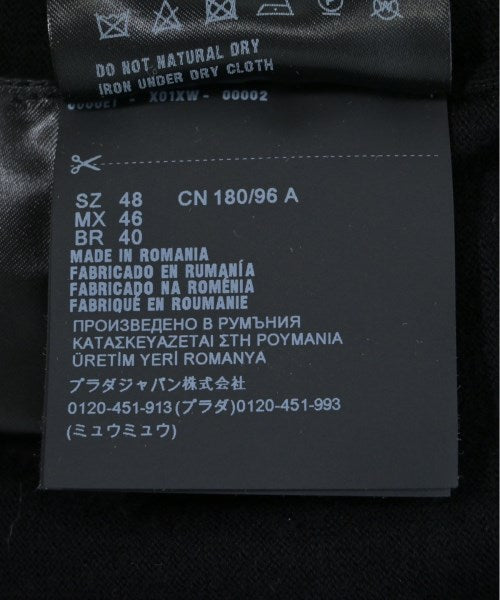 DO NOT NATURAL DRY
IRON UNDER DRY CLOTH
X01XW- 00002
SZ 48 CN 180/96 A
MX 46
BR 40
MADE IN ROMANIA
FABRICADO EN RUMANÍA
FABRICADO NA ROMÉNIA
FABRIQUÉ EN ROUMANIE
ПРОИЗВЕДЕНО В РУМЪНИЯ
ΚΑΤΑΣΚΕΥΑΖΕΤΑΙ ΣΤΗ ΡΟΥΜΑΝΙΑ
ÜRETİM YERİ ROMANYA
プラダジャパン株式会社
0120-451-913(プラダ)0120-451-993
(ミュウミュウ)